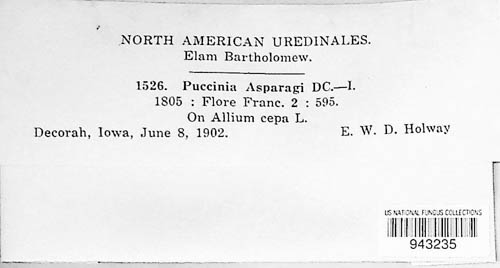 NORTH AMERICAN UREDINALES.
Elam Bartholomew.
1526. Puccinia Asparagi DC.—I.
1805 : Flore Franc. 2 : 595.
On Allium cepa L.
Decorah, Iowa, June 8, 1902. E. W. D. Holway
US NATIONAL FUNGUS COLLECTIONS
943235